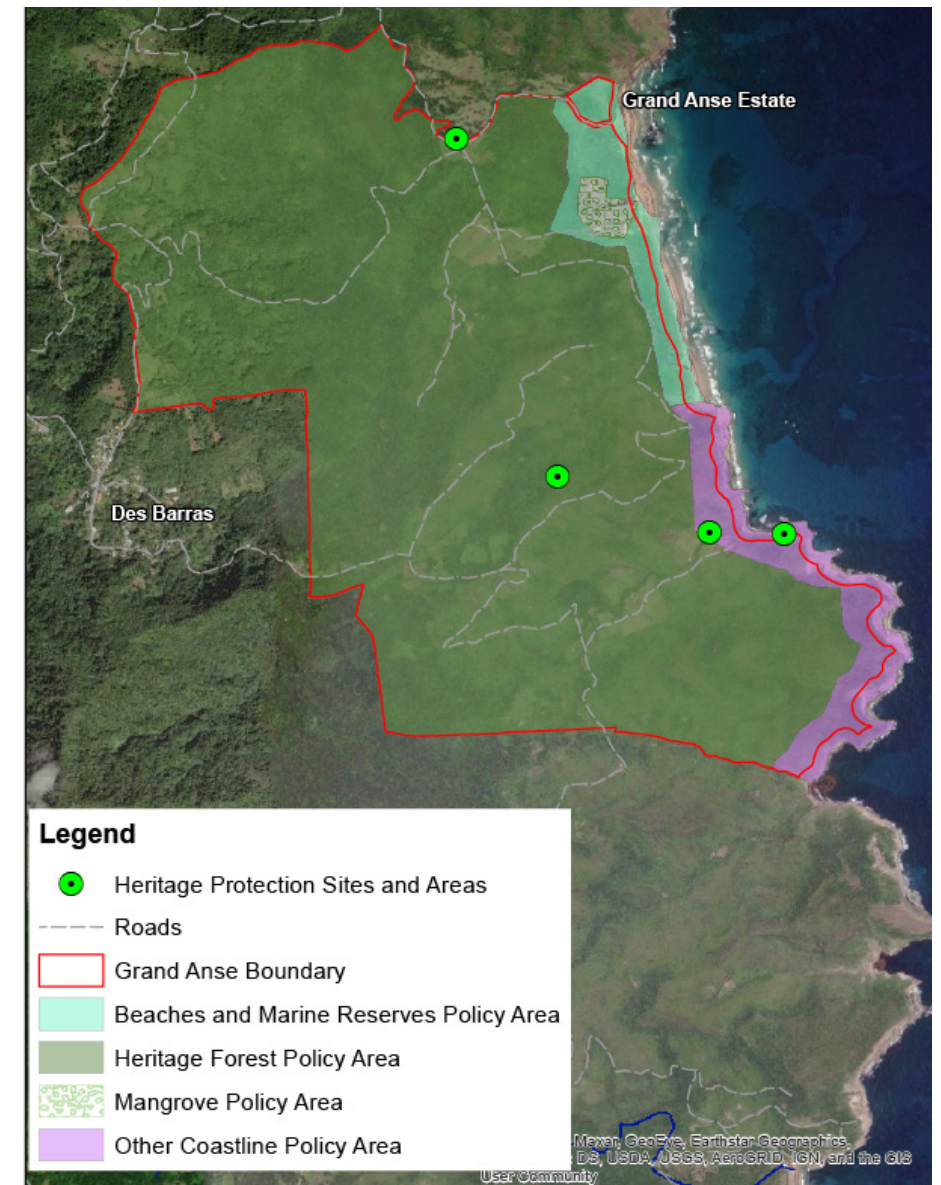 Grand Anse Estate
Des Barras
Legend
Heritage Protection Sites and Areas
Roads
Grand Anse Boundary
Beaches and Marine Reserves Policy Area
Heritage Forest Policy Area
Mangrove Policy Area
Other Coastline Policy Area
Maxar, GeoEye, Earthstar Geographics,
DS, USDA, USGS, AeroGRID, IGN, and the GIS
User Community